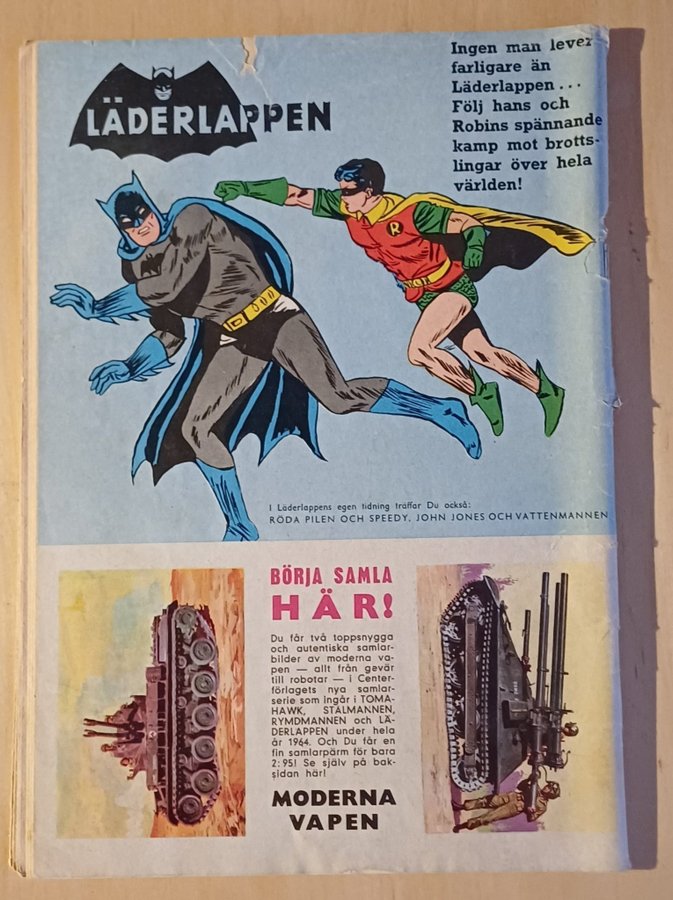 LÄDERLAPPEN
Ingen man lever
farligare än
Läderlappen...
Följ hans och
Robins spännande
kamp mot brotts-
lingar över hela
världen!
R
I Läderlappens egen tidning träffar Du också:
RÖDA PILEN OCH SPEEDY, JOHN JONES OCH VATTENMANNEN
BÖRJA SAMLA
HÄR!
Du får två toppsnygga
och autentiska samlar-
bilder av moderna va-
pen — allt från gevär
till robotar — i Center-
förlagets nya samlar-
serie som ingår i TOMA-
HAWK, STÅLMANNEN,
RYMDMANNEN och LÄ-
DERLAPPEN under hela
år 1964. Och Du får en
fin samlarpärm för bara
2:95! Se själv på bak-
sidan här!
MODERNA
VAPEN